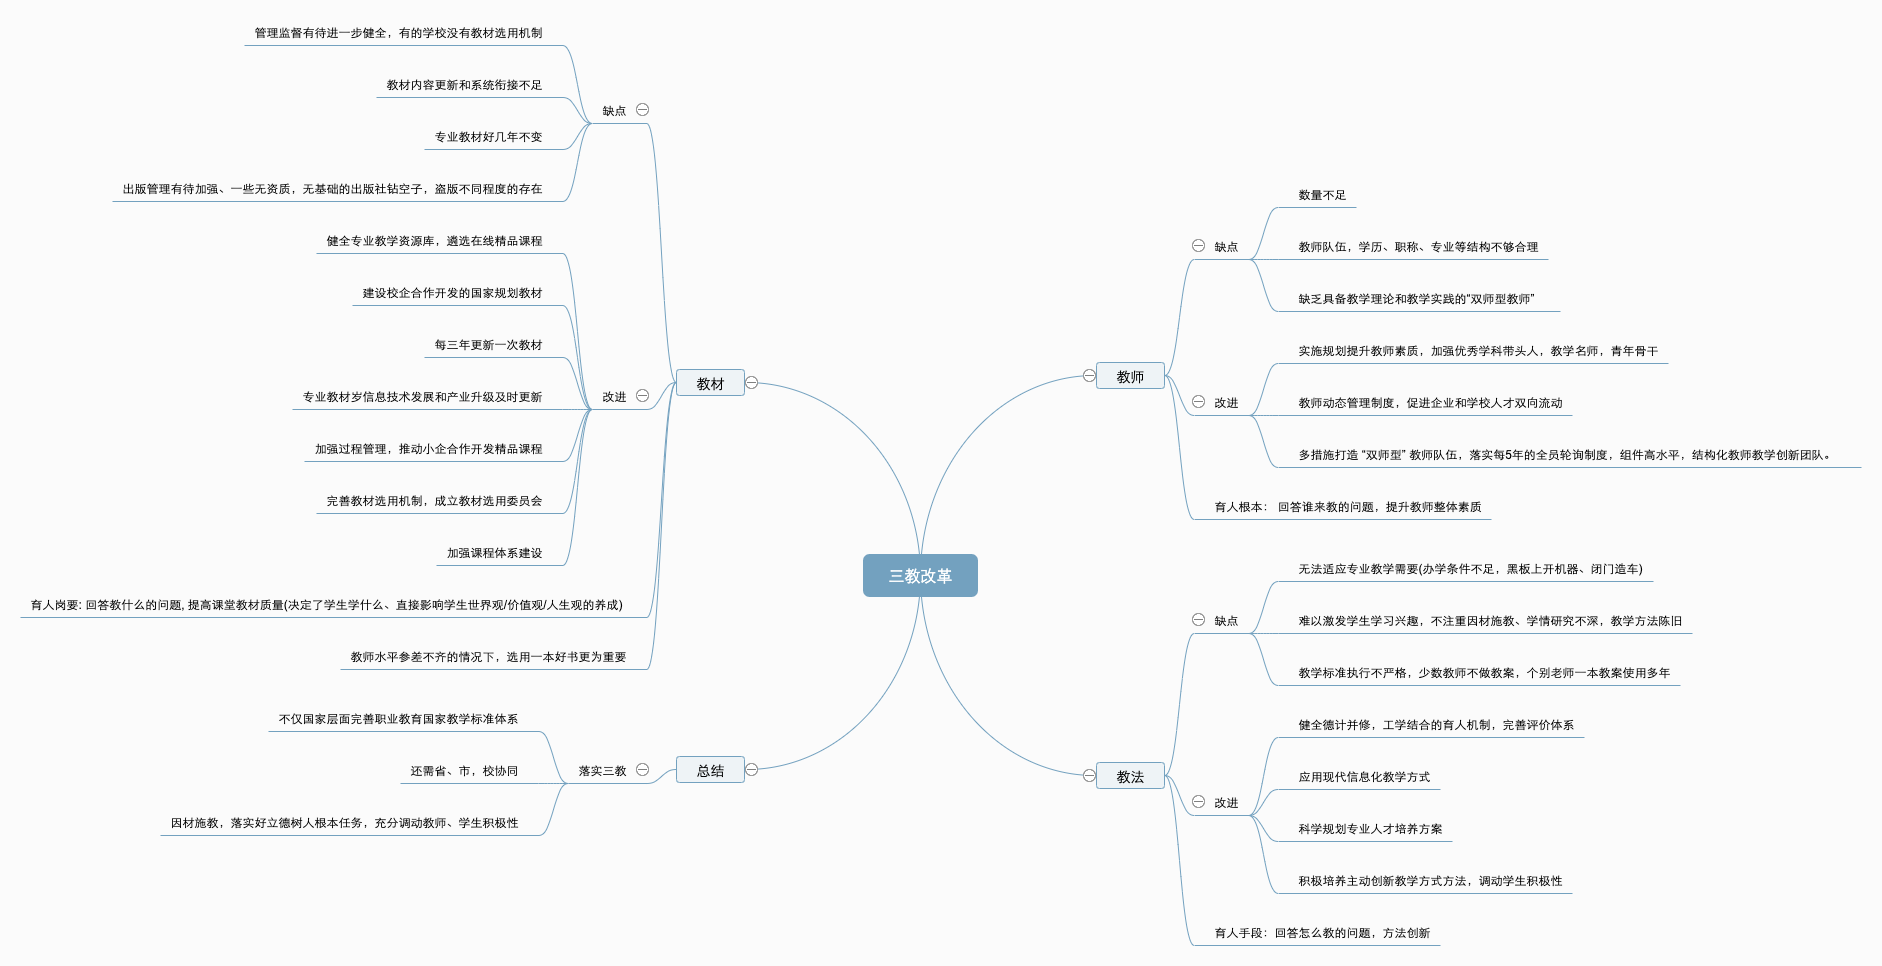 三教改革
教师
缺点
数量不足
教师队伍，学历、职称、专业等结构不够合理
缺乏具备教学理论和教学实践的“双师型教师”
改进
实施规划提升教师素质，加强优秀学科带头人，教学名师，青年骨干
教师动态管理制度，促进企业和学校人才双向流动
多措施打造 “双师型” 教师队伍，落实每5年的全员轮询制度，组件高水平，结构化教师教学创新团队。
育人根本： 回答谁来教的问题，提升教师整体素质
教法
缺点
无法适应专业教学需要(办学条件不足，黑板上开机器、闭门造车)
难以激发学生学习兴趣，不注重因材施教、学情研究不深，教学方法陈旧
教学标准执行不严格，少数教师不做教案，个别老师一本教案使用多年
改进
健全德计并修，工学结合的育人机制，完善评价体系
应用现代信息化教学方式
科学规划专业人才培养方案
积极培养主动创新教学方式方法，调动学生积极性
育人手段：回答怎么教的问题，方法创新
教材
缺点
管理监督有待进一步健全，有的学校没有教材选用机制
教材内容更新和系统衔接不足
专业教材好几年不变
出版管理有待加强、一些无资质，无基础的出版社钻空子，盗版不同程度的存在
改进
健全专业教学资源库，遴选在线精品课程
建设校企合作开发的国家规划教材
每三年更新一次教材
专业教材岁信息技术发展和产业升级及时更新
加强过程管理，推动小企合作开发精品课程
完善教材选用机制，成立教材选用委员会
加强课程体系建设
育人岗要: 回答教什么的问题, 提高课堂教材质量(决定了学生学什么、直接影响学生世界观/价值观/人生观的养成)
教师水平参差不齐的情况下，选用一本好书更为重要
总结
落实三教
不仅国家层面完善职业教育国家教学标准体系
还需省、市，校协同
因材施教，落实好立德树人根本任务，充分调动教师、学生积极性